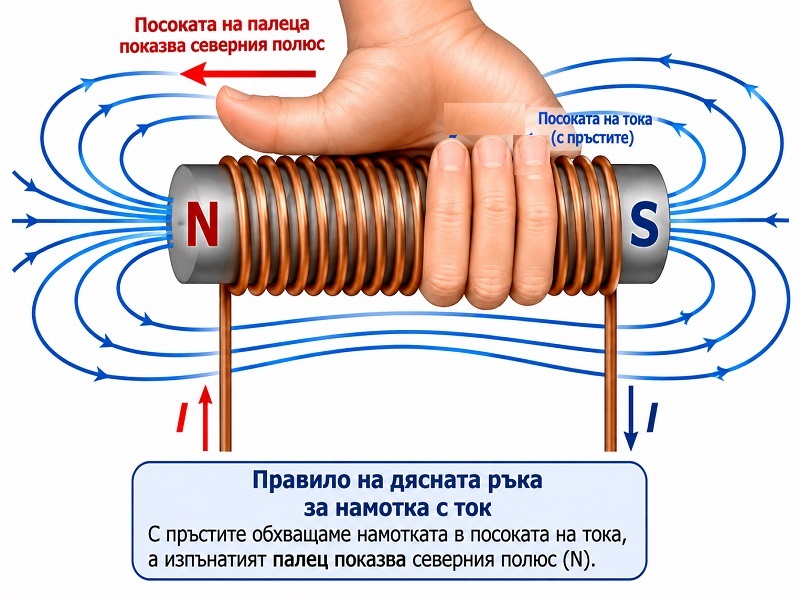 Посоката на палеца
показва северния полюс
Посоката на тока
(с пръстите)
N
S
I
I
Правило на дясната ръка
за намотка с ток
С пръстите обхващаме намотката в посоката на тока,
а изпънатият палец показва северния полюс (N).